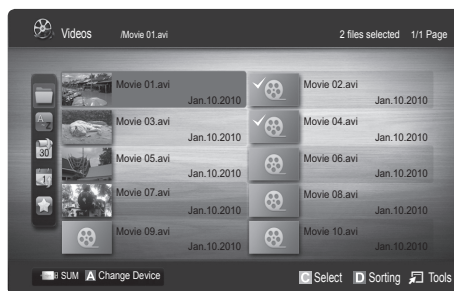 Videos /Movie 01.avi 2 files selected 1/1 Page
Movie 01.avi Movie 02.avi
Jan.10.2010 Jan.10.2010
Movie 03.avi Movie 04.avi
Jan.10.2010 Jan.10.2010
Movie 05.avi Movie 06.avi
Jan.10.2010 Jan.10.2010
Movie 07.avi Movie 08.avi
Jan.10.2010 Jan.10.2010
Movie 09.avi Movie 10.avi
Jan.10.2010 Jan.10.2010
A
Z
30
1
SUM A Change Device C Select D Sorting Tools